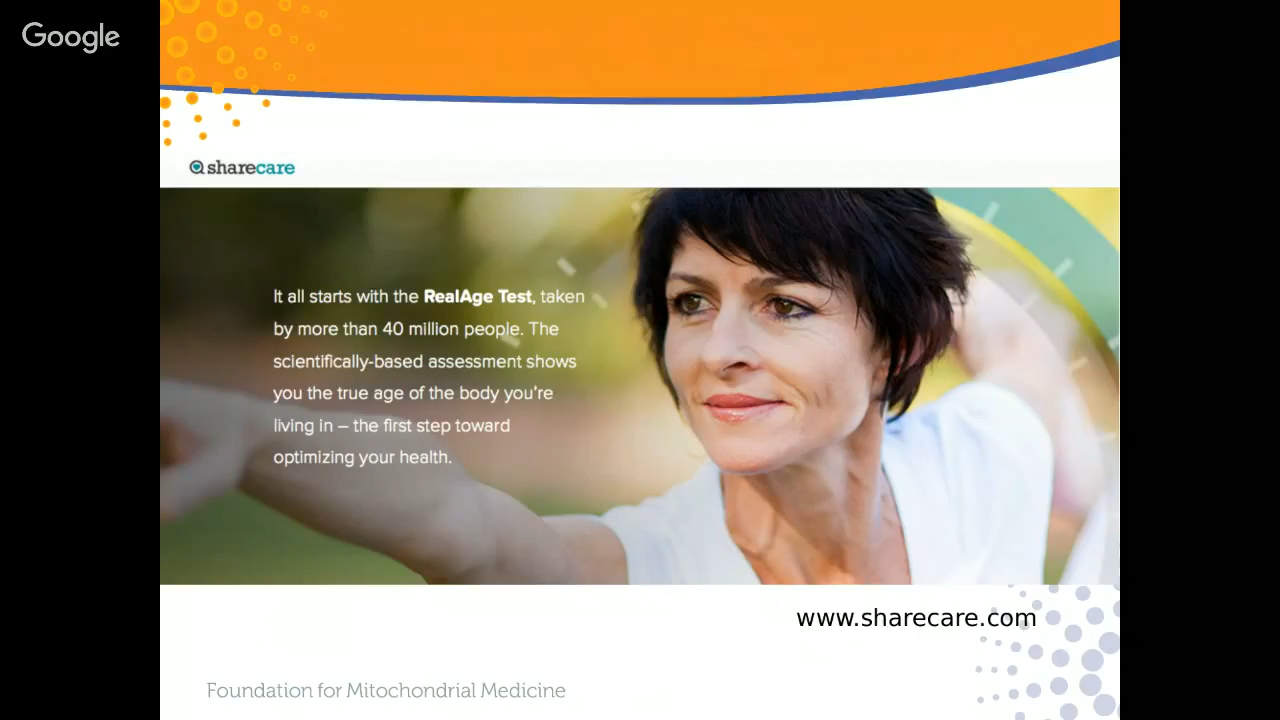 Google
sharecare
It all starts with the RealAge Test, taken
by more than 40 million people. The
scientifically-based assessment shows
you the true age of the body you're
living in – the first step toward
optimizing your health.
www.sharecare.com
Foundation for Mitochondrial Medicine